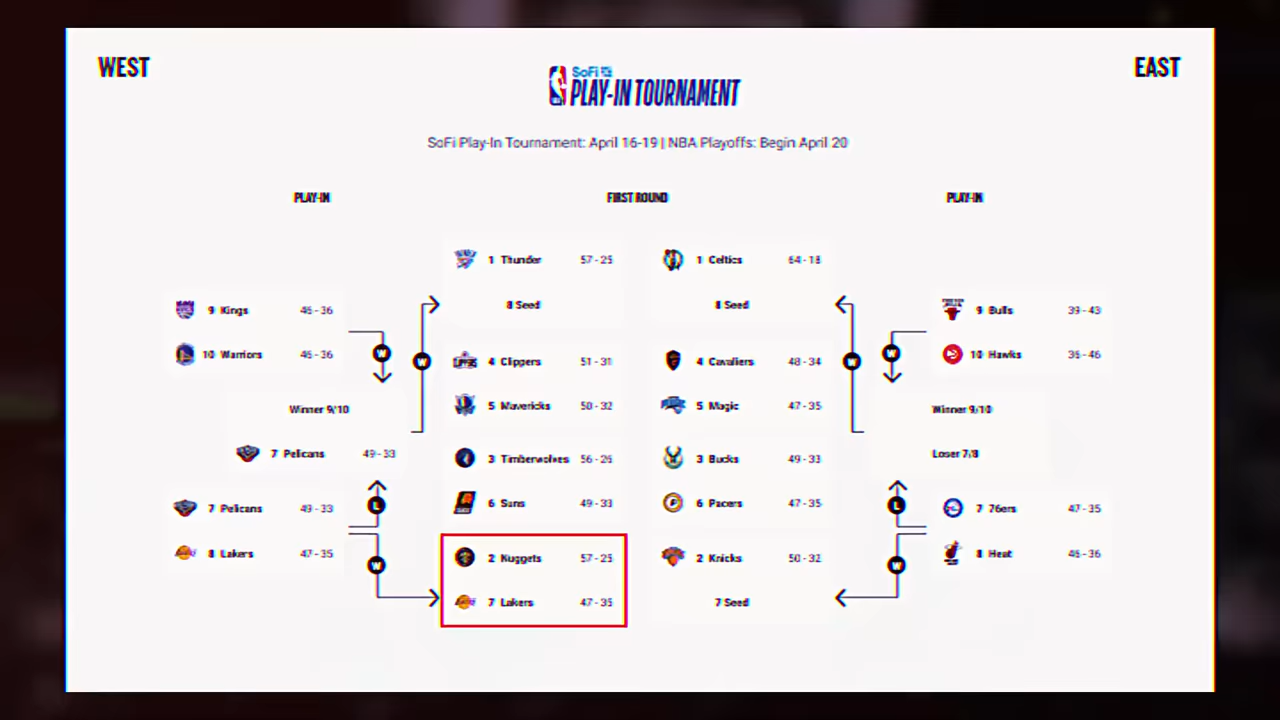 WEST
EAST
SoFi
PLAY-IN TOURNAMENT
SoFi Play-In Tournament: April 16-19 | NBA Playoffs: Begin April 20
PLAY-IN
FIRST ROUND
PLAY-IN
1 Thunder 57-25
8 Seed
4 Clippers 51-31
5 Mavericks 50-32
3 Timberwolves 56-26
6 Suns 49-33
2 Nuggets 57-25
7 Lakers 47-35
1 Celtics 64-18
8 Seed
4 Cavaliers 48-34
5 Magic 47-35
3 Bucks 49-33
6 Pacers 47-35
2 Knicks 50-32
7 Seed
9 Kings 46-36
10 Warriors 46-36
W
W
Winner 9/10
7 Pelicans 49-33
7 Pelicans 49-33
L
8 Lakers 47-35
W
9 Bulls 39-43
10 Hawks 36-46
W
W
Winner 9/10
Loser 7/8
7 76ers 47-35
L
8 Heat 46-36
W